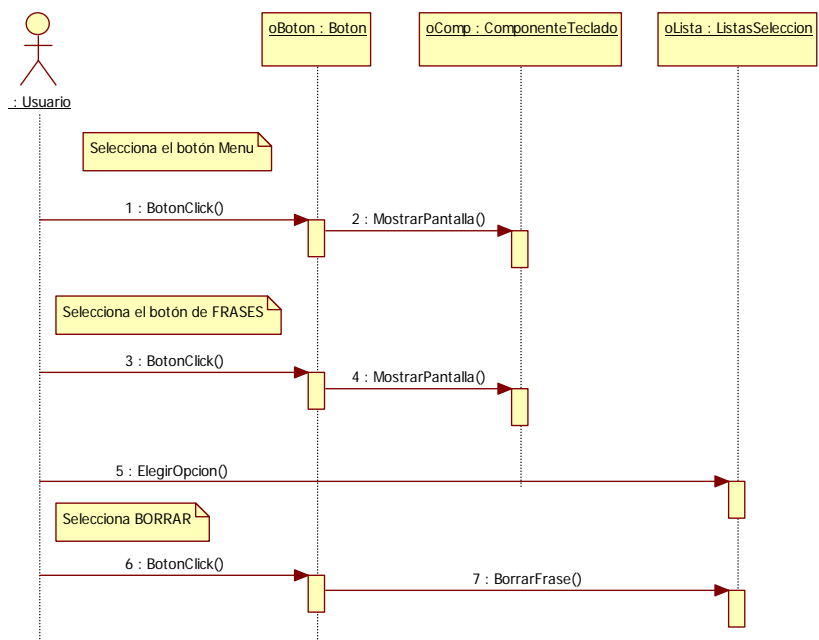 oBoton : Boton
oComp : ComponenteTeclado
oLista : ListasSeleccion
: Usuario
Selecciona el botón Menu
1 : BotonClick()
2 : MostrarPantalla()
Selecciona el botón de FRASES
3 : BotonClick()
4 : MostrarPantalla()
5 : ElegirOpcion()
Selecciona BORRAR
6 : BotonClick()
7 : BorrarFrase()